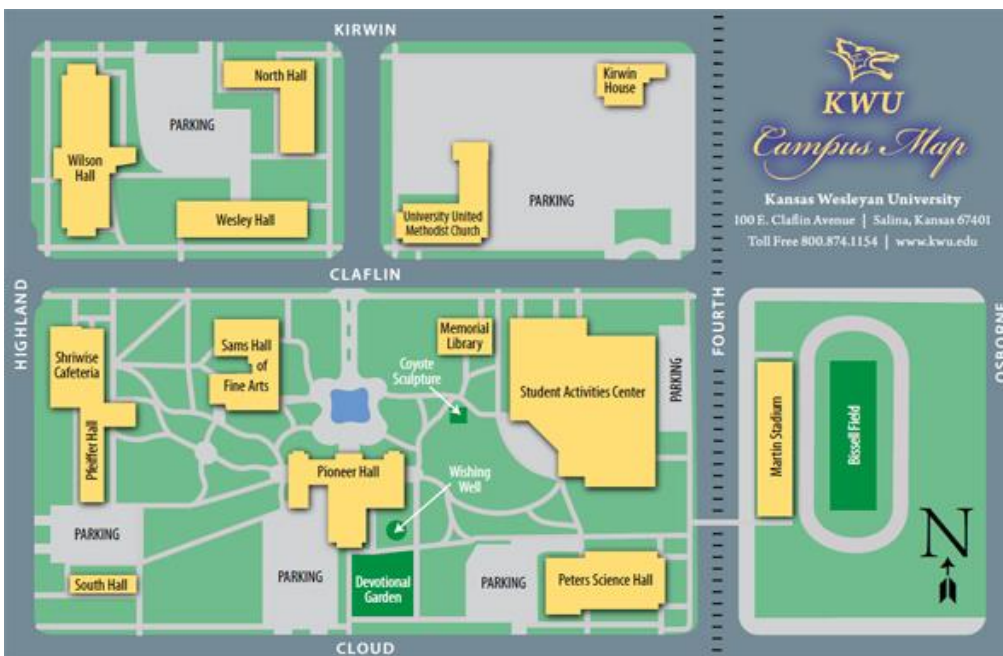 KIRWIN
North Hall
Kirwin
House
PARKING
Wilson
Hall
Wesley Hall
University United
Methodist Church
PARKING
KWU
Campus Map
Kansas Wesleyan University
100 E. Claflin Avenue | Salina, Kansas 67401
Toll Free 800.874.1154 | www.kwu.edu
CLAFLIN
HIGHLAND
FOURTH
OSBORNE
Shriwise
Cafeteria
Pfeiffer Hall
Sams Hall
of
Fine Arts
Memorial
Library
Coyote
Sculpture
Student Activities Center
PARKING
Martin Stadium
Bissell Field
Pioneer Hall
Wishing
Well
PARKING
South Hall
PARKING
Devotional
Garden
PARKING
Peters Science Hall
N
CLOUD